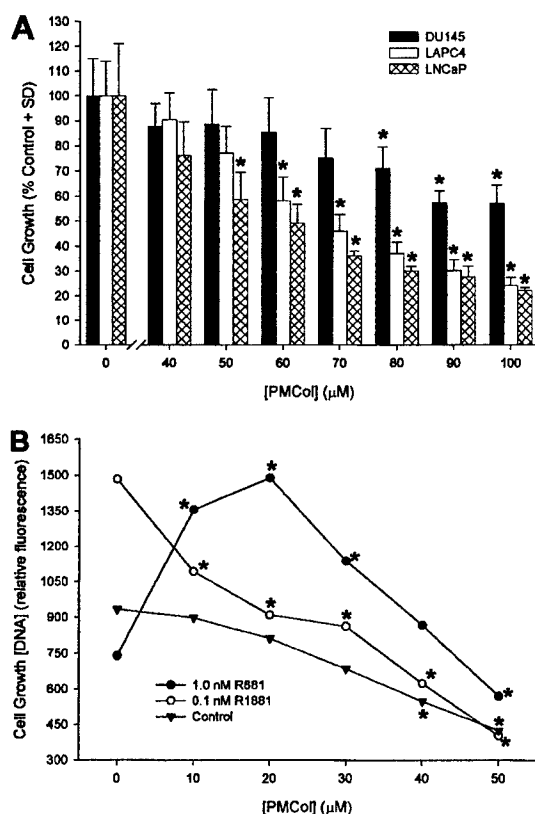 A
Cell Growth (% Control + SD)
130
120
110
100
90
80
70
60
50
40
30
20
10
0
DU145
LAPC4
LNCaP
* * * * * * * * * * * * * *
0 40 50 60 70 80 90 100
[PMCol] (µM)
B
Cell Growth [DNA] (relative fluorescence)
1650
1500
1350
1200
1050
900
750
600
450
300
* * * * * * * * * * *
1.0 nM R881
0.1 nM R1881
Control
0 10 20 30 40 50
[PMCol] (µM)